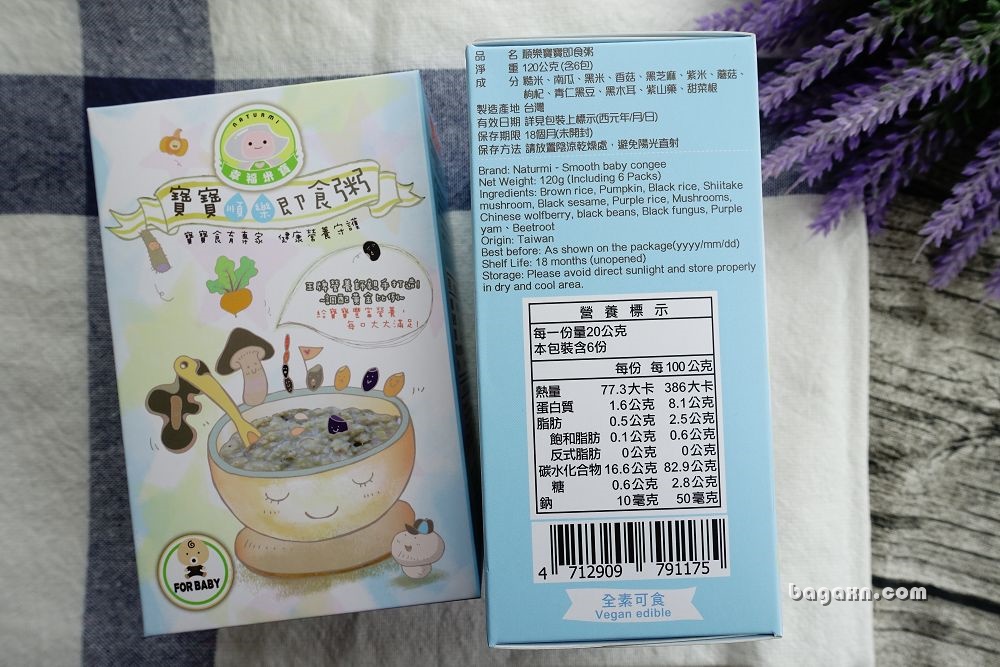 NATURMI
幸福米寶
寶寶順樂即食粥
寶寶食育專家 健康營養守護
王牌營養師親手打造!
~調配黃金比例~
給寶寶豐富營養,
每口大大滿足!
FOR BABY
品名 順樂寶寶即食粥
淨重 120公克(含6包)
成分 糙米、南瓜、黑米、香菇、黑芝麻、紫米、蘑菇、
枸杞、青仁黑豆、黑木耳、紫山藥、甜菜根
製造產地 台灣
有效日期 詳見包裝上標示(西元年/月/日)
保存期限 18個月(未開封)
保存方法 請放置陰涼乾燥處,避免陽光直射
Brand: Naturmi - Smooth baby congee
Net Weight: 120g (Including 6 Packs)
Ingredients: Brown rice, Pumpkin, Black rice, Shiitake
mushroom, Black sesame, Purple rice, Mushrooms,
Chinese wolfberry, black beans, Black fungus, Purple
yam、Beetroot
Origin: Taiwan
Best before: As shown on the package(yyyy/mm/dd)
Shelf Life: 18 months (unopened)
Storage: Please avoid direct sunlight and store properly
in dry and cool area.
營養標示
每一份量20公克
本包裝含6份
每份 每100公克
熱量 77.3大卡 386大卡
蛋白質 1.6公克 8.1公克
脂肪 0.5公克 2.5公克
飽和脂肪 0.1公克 0.6公克
反式脂肪 0公克 0公克
碳水化合物 16.6公克 82.9公克
糖 0.6公克 2.8公克
鈉 10毫克 50毫克
4 712909 791175
全素可食
Vegan edible
bagaxn.com